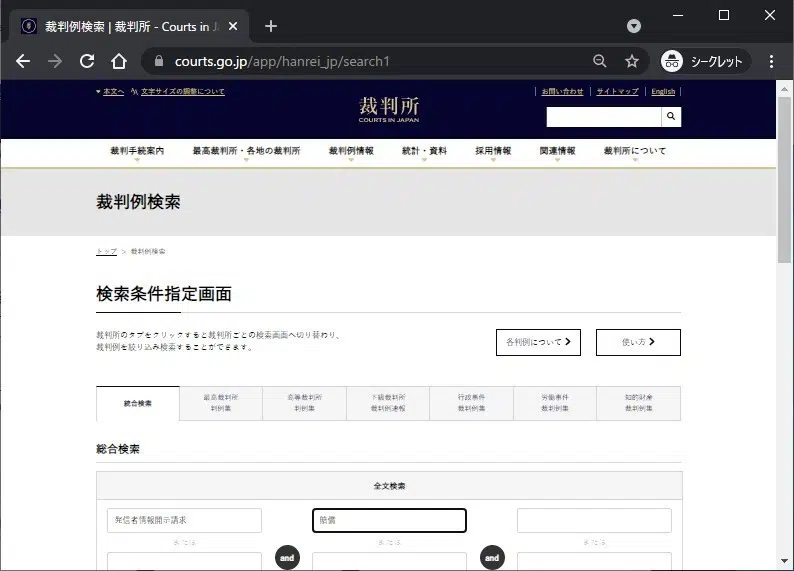 裁判例検索 | 裁判所 - Courts in J
courts.go.jp/app/hanrei_jp/search1
シークレット
本文へ
文字サイズの調整について
お問い合わせ
サイトマップ
English
裁判所
COURTS IN JAPAN
裁判手続案内
最高裁判所・各地の裁判所
裁判例情報
統計・資料
採用情報
関連情報
裁判所について
裁判例検索
トップ > 裁判例検索
検索条件指定画面
裁判所のタブをクリックすると裁判所ごとの検索画面へ切り替わり、
裁判例を絞り込み検索することができます。
各判例について
使い方
統合検索
最高裁判所
判例集
高等裁判所
判例集
下級裁判所
裁判例速報
行政事件
裁判例集
労働事件
裁判例集
知的財産
裁判例集
総合検索
全文検索
発信者情報開示請求
賠償
または
または
または
and
and